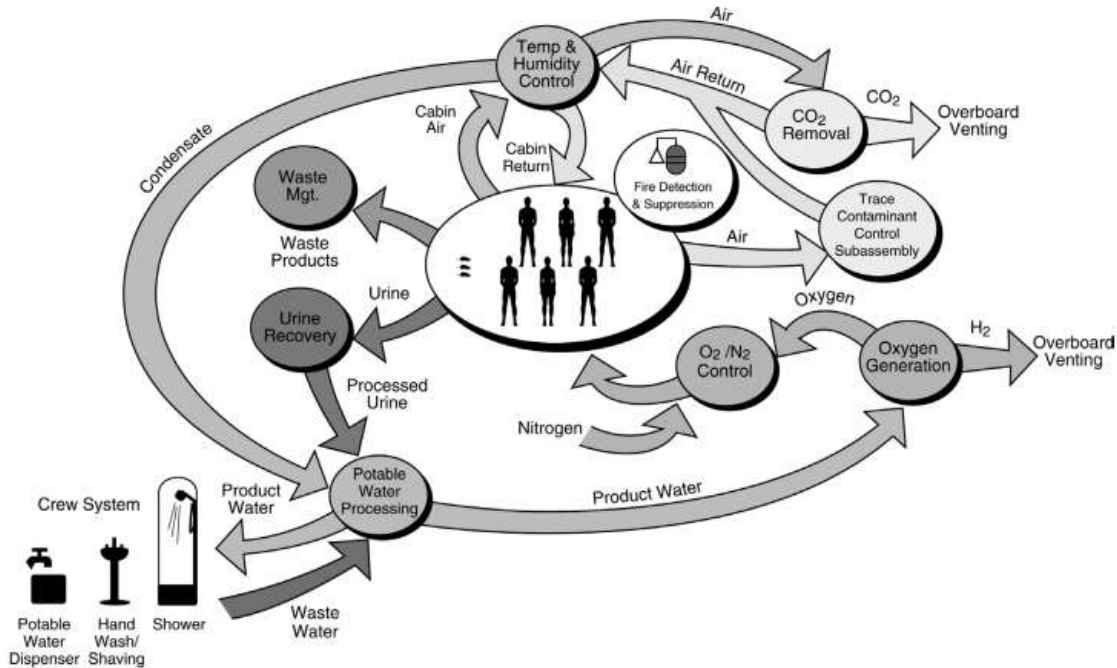 Air
Temp &
Humidity
Control
Air Return
CO2
CO2
Removal
Overboard
Venting
Condensate
Cabin
Air
Cabin
Return
Fire Detection
& Suppression
Waste
Mgt.
Waste
Products
Trace
Contaminant
Control
Subassembly
Air
Urine
Urine
Recovery
Oxygen
O2 /N2
Control
Oxygen
Generation
H2
Overboard
Venting
Processed
Urine
Nitrogen
Potable
Water
Processing
Product Water
Product
Water
Crew System
Waste
Water
Potable
Water
Dispenser
Hand
Wash/
Shaving
Shower